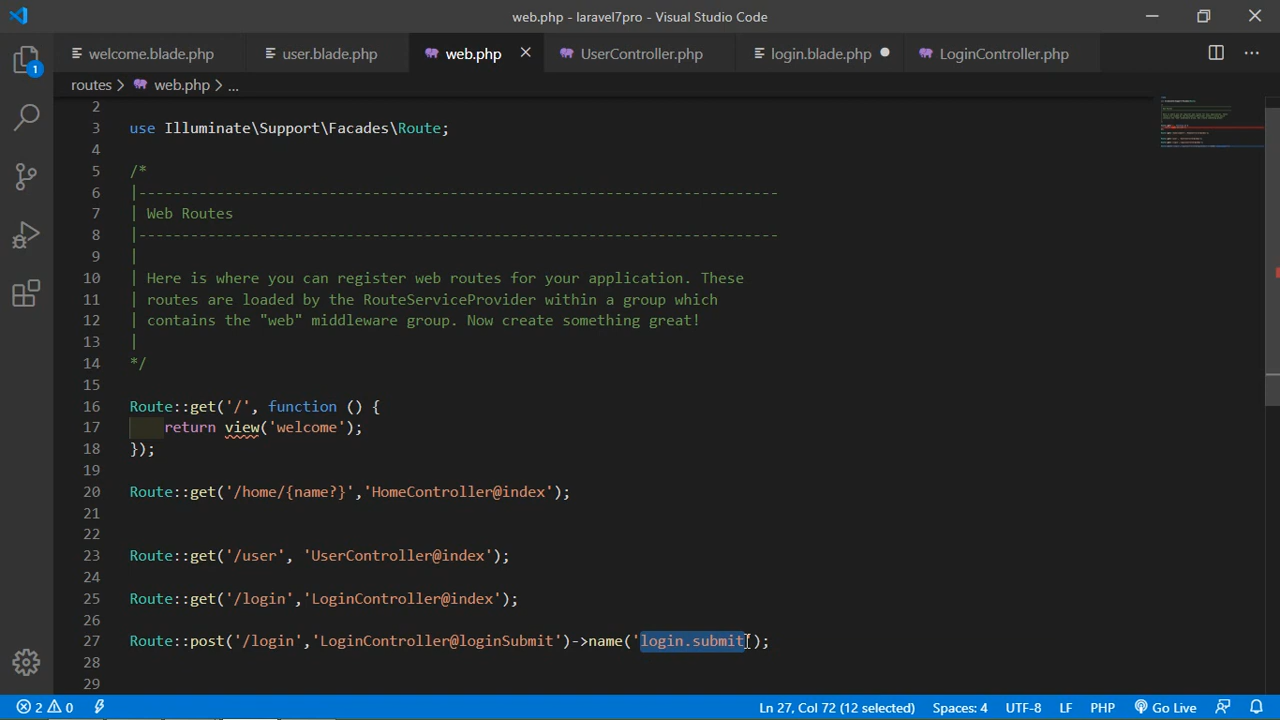 web.php - laravel7pro - Visual Studio Code
welcome.blade.php user.blade.php web.php UserController.php login.blade.php LoginController.php
1
routes > web.php > ...
2
3 use Illuminate\Support\Facades\Route;
4
5 /*
6 |--------------------------------------------------------------------------
7 | Web Routes
8 |--------------------------------------------------------------------------
9 |
10 | Here is where you can register web routes for your application. These
11 | routes are loaded by the RouteServiceProvider within a group which
12 | contains the "web" middleware group. Now create something great!
13 |
14 */
15
16 Route::get('/', function () {
17 return view('welcome');
18 });
19
20 Route::get('/home/{name?}','HomeController@index');
21
22
23 Route::get('/user', 'UserController@index');
24
25 Route::get('/login','LoginController@index');
26
27 Route::post('/login','LoginController@loginSubmit')->name('login.submit');
28
29
2 0 Ln 27, Col 72 (12 selected) Spaces: 4 UTF-8 LF PHP Go Live